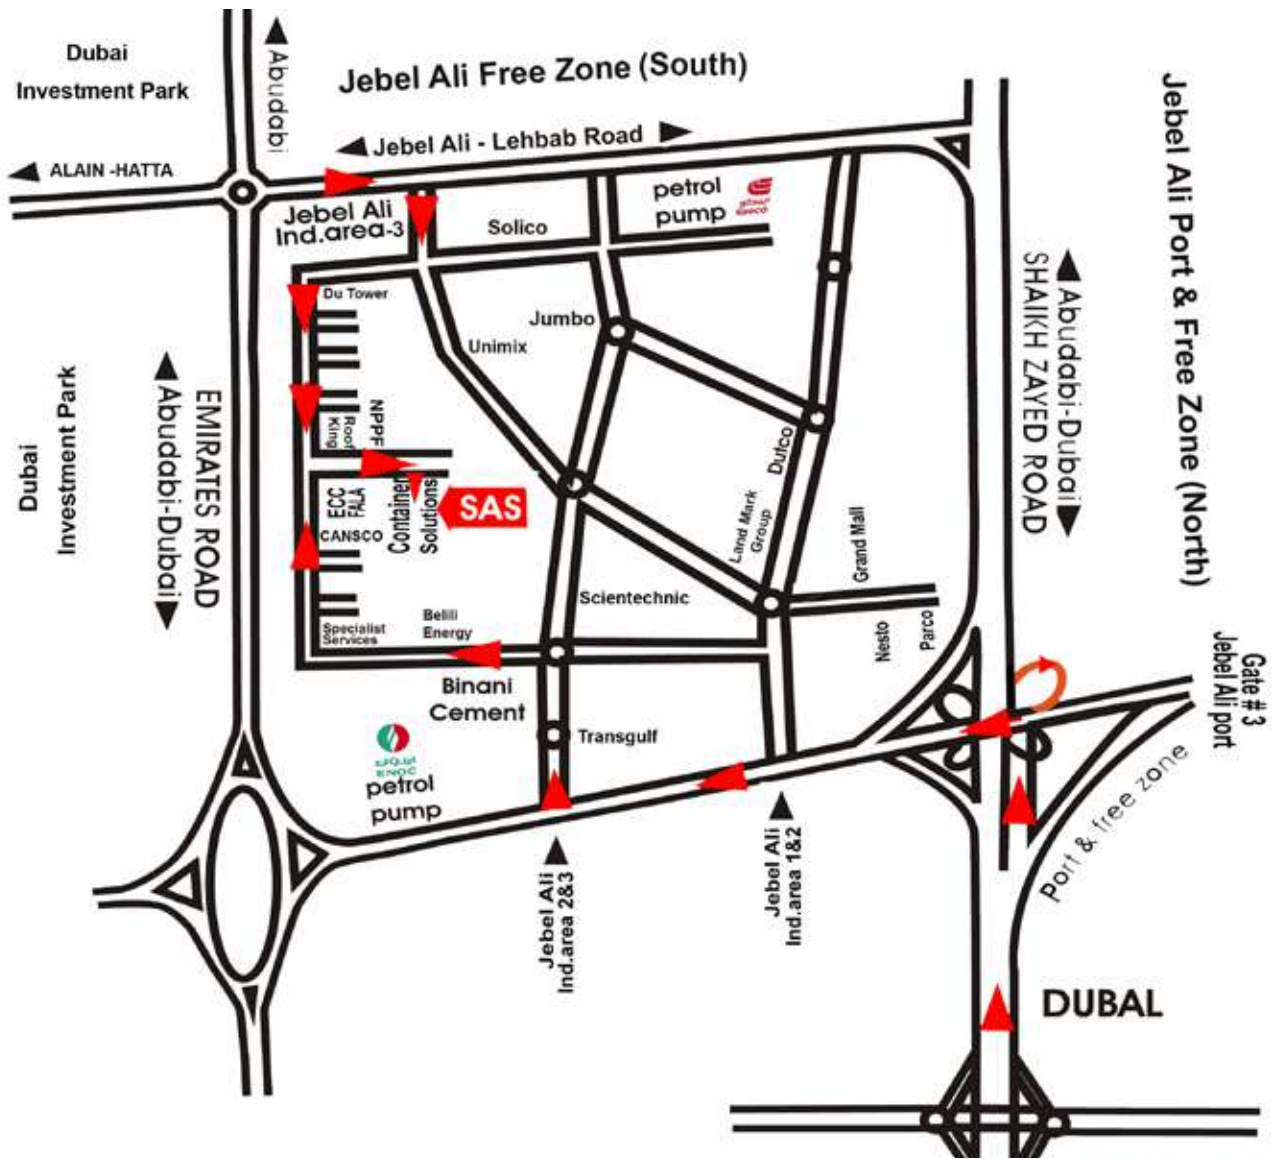 Dubai
Investment Park
Abudabi
Jebel Ali Free Zone (South)
Jebel Ali - Lehbab Road
ALAIN -HATTA
Jebel Ali
Ind.area-3
Solico
petrol
pump
Du Tower
Jumbo
Unimix
Jebel Ali Port & Free Zone (North)
Abudabi-Dubai
SHAIKH ZAYED ROAD
Dubai
Investment Park
EMIRATES ROAD
Abudabi-Dubai
NPPF
Roof
King
ECC
FALA
CANSCO
Container
Solutions
SAS
Dutco
Land Mark
Group
Grand Mall
Scientechnic
Nesto
Parco
Specialist
Services
Belili
Energy
Binani
Cement
Transgulf
ENOC
petrol
pump
Gate # 3
Jebel Ali port
Port & free zone
Jebel Ali
Ind.area 2&3
Jebel Ali
Ind.area 1&2
DUBAL